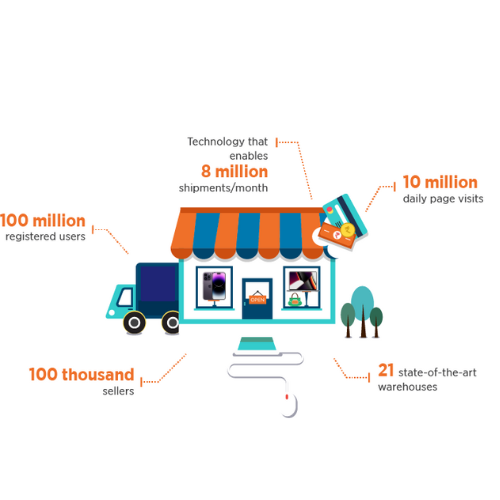 Technology that
enables
8 million
shipments/month
10 million
daily page visits
100 million
registered users
OPEN
100 thousand
sellers
21 state-of-the-art
warehouses